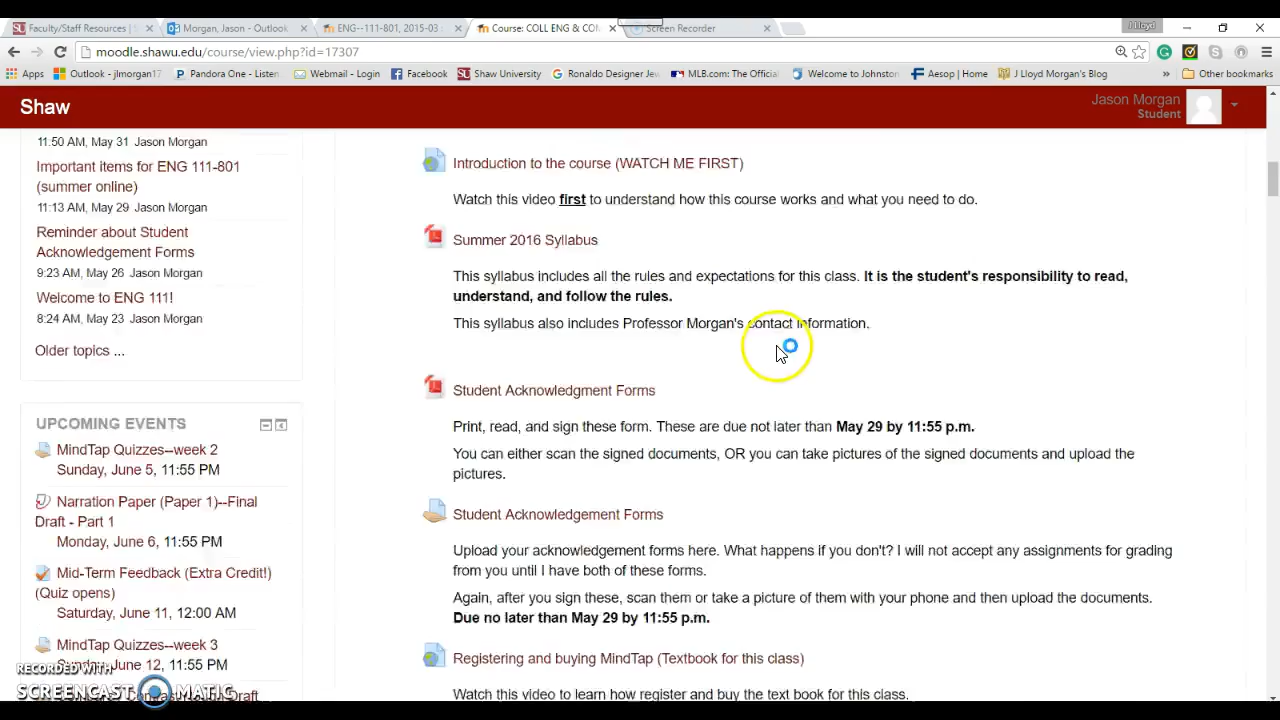 Faculty/Staff Resources | S
Morgan, Jason - Outlook
ENG--111-801, 2015-03
Course: COLL ENG & CON
Screen Recorder
J Lloyd
moodle.shawu.edu/course/view.php?id=17307
Apps
Outlook - jlmorgan17
Pandora One - Listen
Webmail - Login
Facebook
Shaw University
Ronaldo Designer Jew
MLB.com: The Official
Welcome to Johnston
Aesop | Home
J Lloyd Morgan's Blog
»
Other bookmarks
Shaw
Jason Morgan
Student
11:50 AM, May 31 Jason Morgan
Important items for ENG 111-801
(summer online)
11:13 AM, May 29 Jason Morgan
Reminder about Student
Acknowledgement Forms
9:23 AM, May 26 Jason Morgan
Welcome to ENG 111!
8:24 AM, May 23 Jason Morgan
Older topics ...
UPCOMING EVENTS
MindTap Quizzes--week 2
Sunday, June 5, 11:55 PM
Narration Paper (Paper 1)--Final
Draft - Part 1
Monday, June 6, 11:55 PM
Mid-Term Feedback (Extra Credit!)
(Quiz opens)
Saturday, June 11, 12:00 AM
MindTap Quizzes--week 3
Sunday, June 12, 11:55 PM
Draft
RECORDED WITH
SCREENCAST MATIC
Introduction to the course (WATCH ME FIRST)
Watch this video first to understand how this course works and what you need to do.
Summer 2016 Syllabus
This syllabus includes all the rules and expectations for this class. It is the student's responsibility to read,
understand, and follow the rules.
This syllabus also includes Professor Morgan's contact information.
Student Acknowledgment Forms
Print, read, and sign these form. These are due not later than May 29 by 11:55 p.m.
You can either scan the signed documents, OR you can take pictures of the signed documents and upload the
pictures.
Student Acknowledgement Forms
Upload your acknowledgement forms here. What happens if you don't? I will not accept any assignments for grading
from you until I have both of these forms.
Again, after you sign these, scan them or take a picture of them with your phone and then upload the documents.
Due no later than May 29 by 11:55 p.m.
Registering and buying MindTap (Textbook for this class)
Watch this video to learn how register and buy the text book for this class.